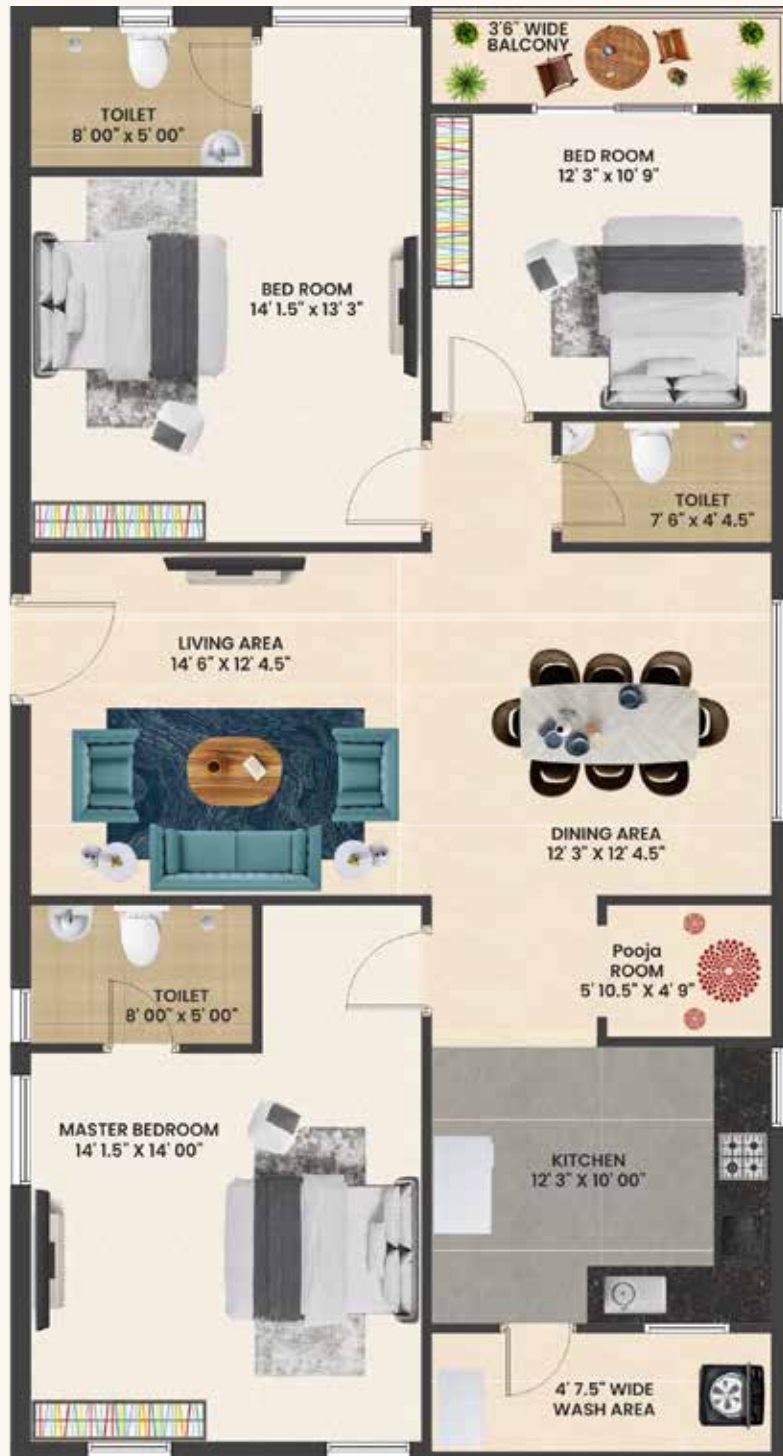 3'6" WIDE
BALCONY
TOILET
8' 00" x 5' 00"
BED ROOM
12' 3" x 10' 9"
BED ROOM
14' 1.5" x 13' 3"
TOILET
7' 6" x 4' 4.5"
LIVING AREA
14' 6" X 12' 4.5"
DINING AREA
12' 3" X 12' 4.5"
Pooja
ROOM
5' 10.5" X 4' 9"
TOILET
8' 00" x 5' 00"
MASTER BEDROOM
14' 1.5" X 14' 00"
KITCHEN
12' 3" X 10' 00"
4' 7.5" WIDE
WASH AREA